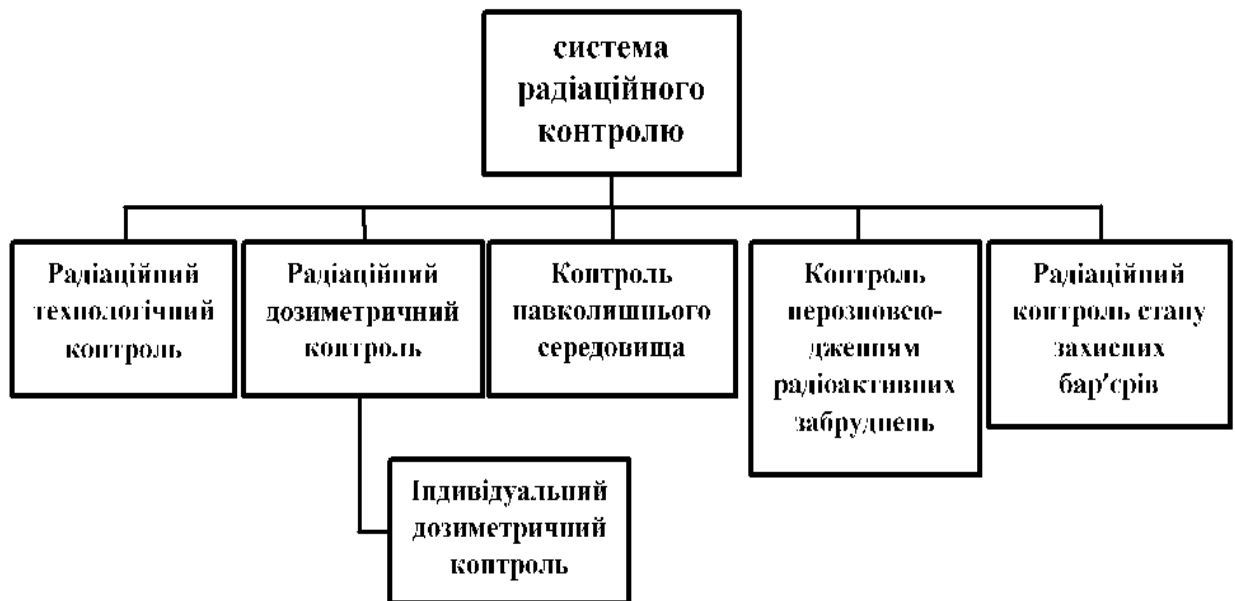 система
радіаційного
контролю
Радіаційний
технологічний
контроль
Радіаційний
дозиметричний
контроль
Контроль
навколишнього
середовища
Контроль
нерозповсю-
дженням
радіоактивних
забруднень
Радіаційний
контроль стану
захисних
бар'єрів
Індивідуальний
дозиметричний
контроль